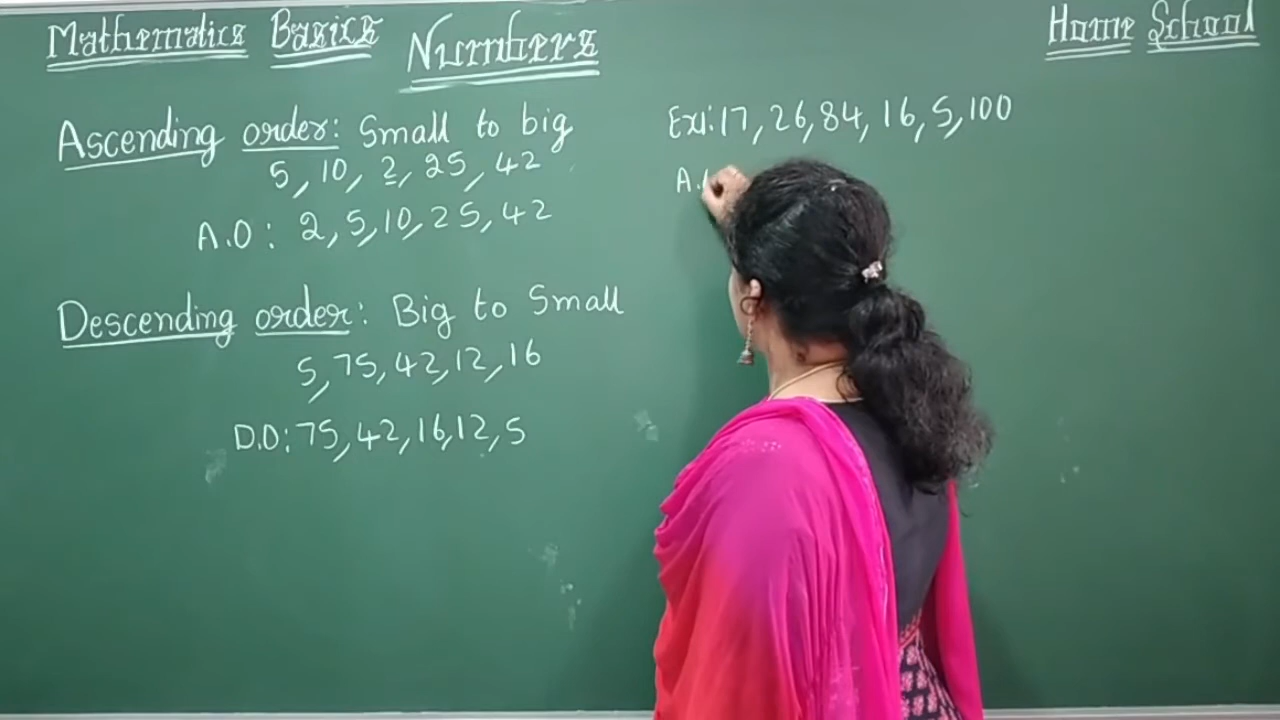 Mathematics Basics Numbers
Home School
Ascending order: Small to big
5, 10, 2, 25, 42
A.O: 2, 5, 10, 25, 42
Descending order: Big to Small
5, 75, 42, 12, 16
D.O: 75, 42, 16, 12, 5
Ex1: 17, 26, 84, 16, 5, 100
A.